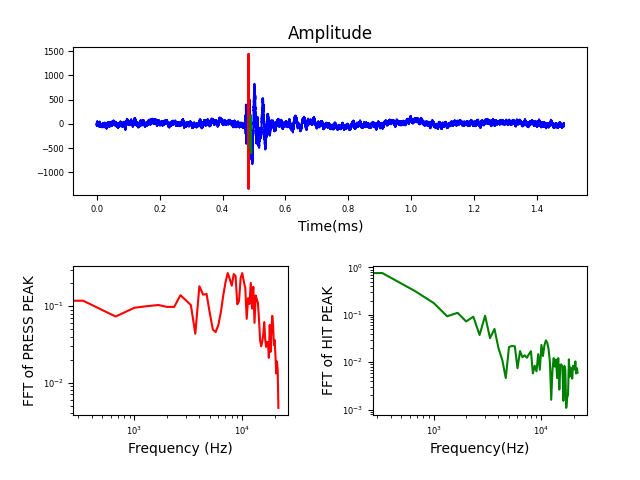 Amplitude
1500
1000
500
0
−500
−1000
0.0 0.2 0.4 0.6 0.8 1.0 1.2 1.4
Time(ms)
FFT of PRESS PEAK
10⁻¹
10⁻²
10³ 10⁴
Frequency (Hz)
FFT of HIT PEAK
10⁰
10⁻¹
10⁻²
10⁻³
10³ 10⁴
Frequency(Hz)